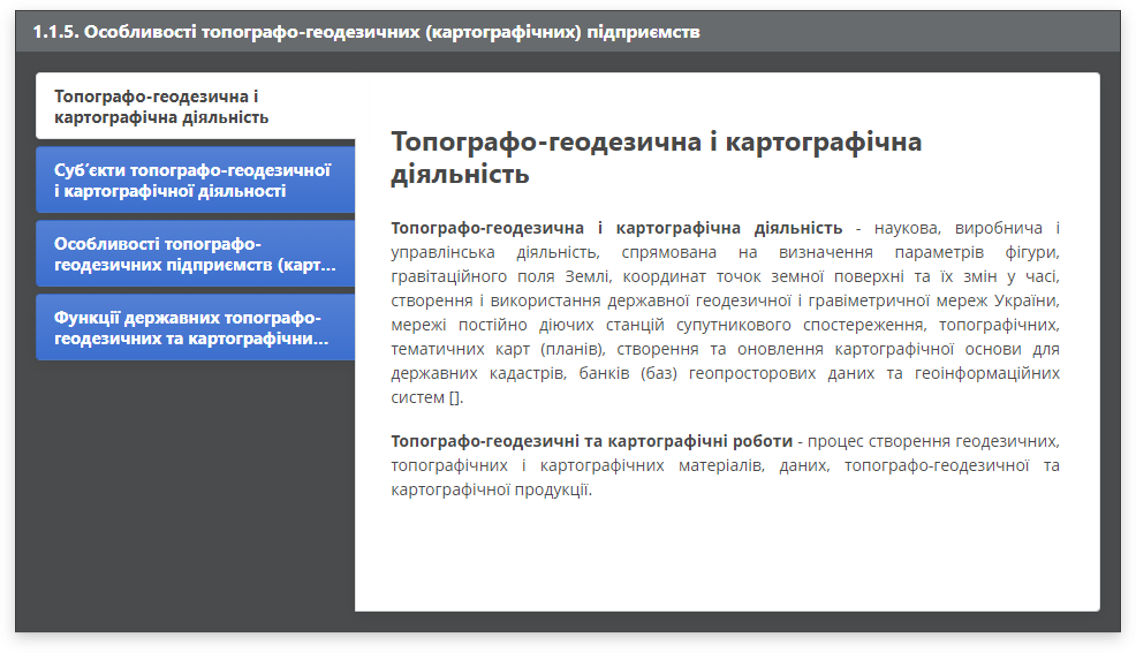 1.1.5. Особливості топографо-геодезичних (картографічних) підприємств
Топографо-геодезична і
картографічна діяльність
Суб’єкти топографо-геодезичної
і картографічної діяльності
Особливості топографо-
геодезичних підприємств (карт...
Функції державних топографо-
геодезичних та картографічни...
Топографо-геодезична і картографічна
діяльність
Топографо-геодезична і картографічна діяльність - наукова, виробнича і
управлінська діяльність, спрямована на визначення параметрів фігури,
гравітаційного поля Землі, координат точок земної поверхні та їх змін у часі,
створення і використання державної геодезичної і гравіметричної мереж України,
мережі постійно діючих станцій супутникового спостереження, топографічних,
тематичних карт (планів), створення та оновлення картографічної основи для
державних кадастрів, банків (баз) геопросторових даних та геоінформаційних
систем [].
Топографо-геодезичні та картографічні роботи - процес створення геодезичних,
топографічних і картографічних матеріалів, даних, топографо-геодезичної та
картографічної продукції.